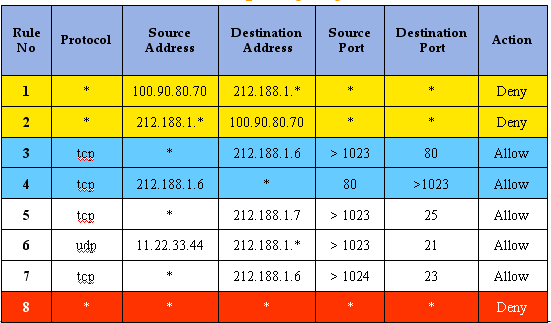 Rule No Protocol Source Address Destination Address Source Port Destination Port Action
1 * 100.90.80.70 212.188.1.* * * Deny
2 * 212.188.1.* 100.90.80.70 * * Deny
3 tcp * 212.188.1.6 > 1023 80 Allow
4 tcp 212.188.1.6 * 80 >1023 Allow
5 tcp * 212.188.1.7 > 1023 25 Allow
6 udp 11.22.33.44 212.188.1.* > 1023 21 Allow
7 tcp * 212.188.1.6 > 1024 23 Allow
8 * * * * * Deny